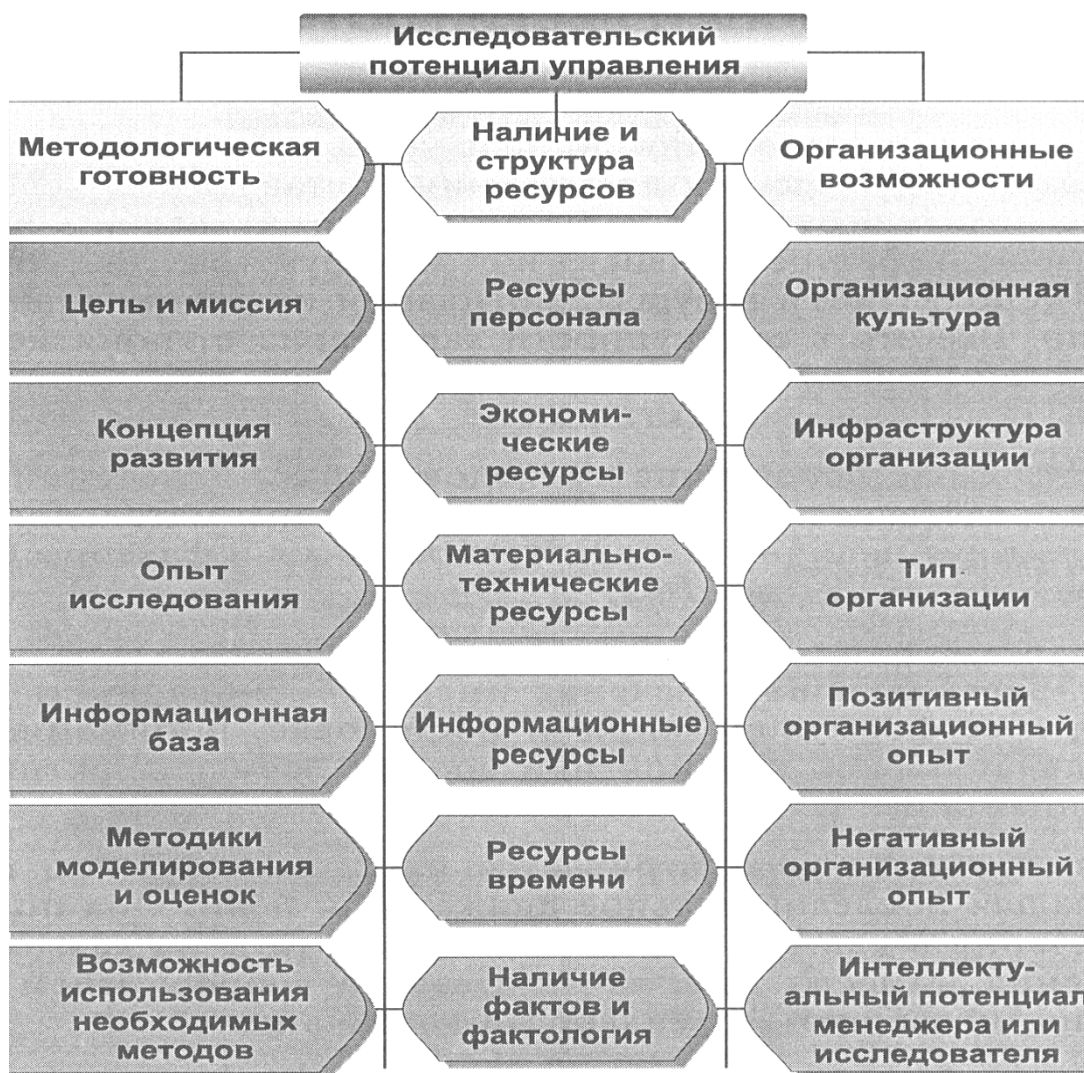 Исследовательский
потенциал управления
Методологическая
готовность
Наличие и
структура
ресурсов
Организационные
возможности
Цель и миссия
Ресурсы
персонала
Организационная
культура
Концепция
развития
Экономи-
ческие
ресурсы
Инфраструктура
организации
Опыт
исследования
Материально-
технические
ресурсы
Тип
организации
Информационная
база
Информационные
ресурсы
Позитивный
организационный
опыт
Методики
моделирования
и оценок
Ресурсы
времени
Негативный
организационный
опыт
Возможность
использования
необходимых
методов
Наличие
фактов и
фактология
Интеллекту-
альный потенциал
менеджера или
исследователя